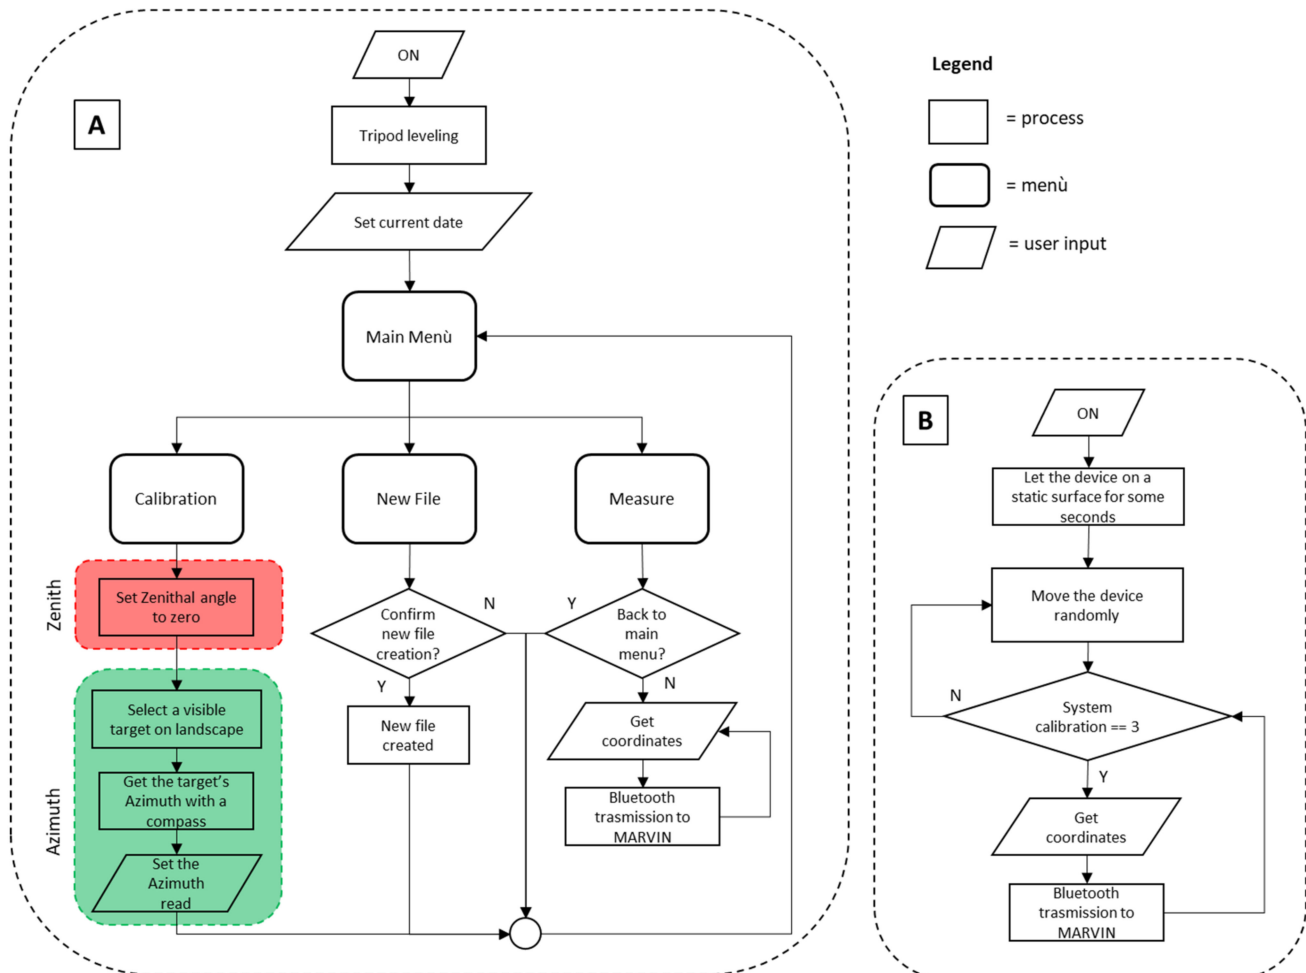 A
ON
Tripod leveling
Set current date
Main Menù
Calibration
New File
Measure
Zenith
Set Zenithal angle
to zero
Azimuth
Select a visible
target on landscape
Get the target's
Azimuth with a
compass
Set the
Azimuth
read
Confirm
new file
creation?
N
Y
New file
created
Y
Back to
main
menu?
N
Get
coordinates
Bluetooth
trasmission to
MARVIN
Legend
= process
= menù
= user input
B
ON
Let the device on a
static surface for some
seconds
Move the device
randomly
N
System
calibration == 3
Y
Get
coordinates
Bluetooth
trasmission to
MARVIN